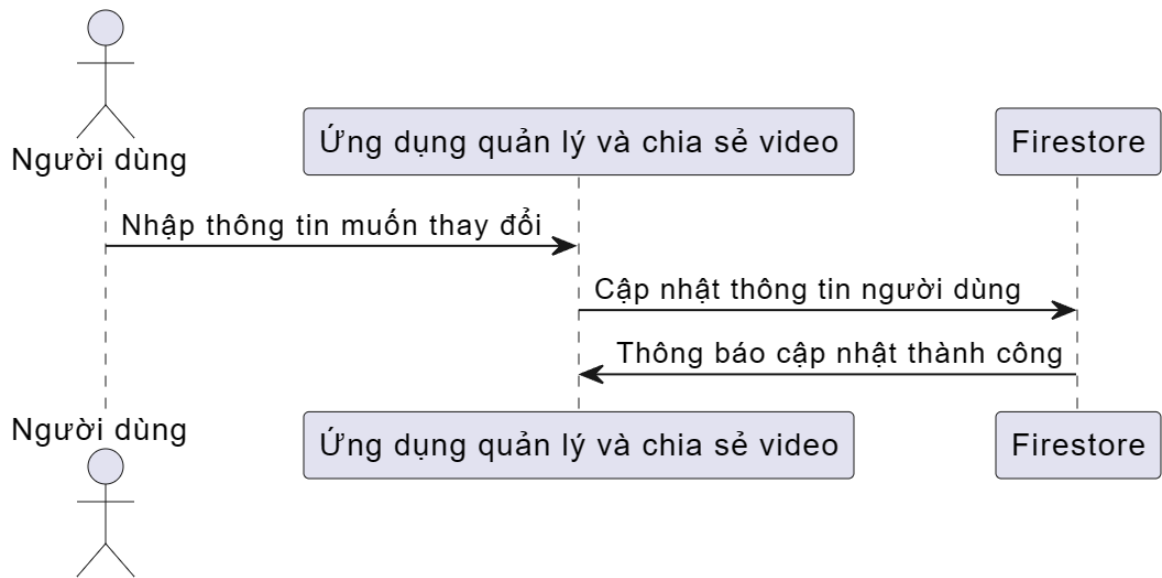 Người dùng
Ứng dụng quản lý và chia sẻ video
Firestore
Nhập thông tin muốn thay đổi
Cập nhật thông tin người dùng
Thông báo cập nhật thành công
Người dùng
Ứng dụng quản lý và chia sẻ video
Firestore